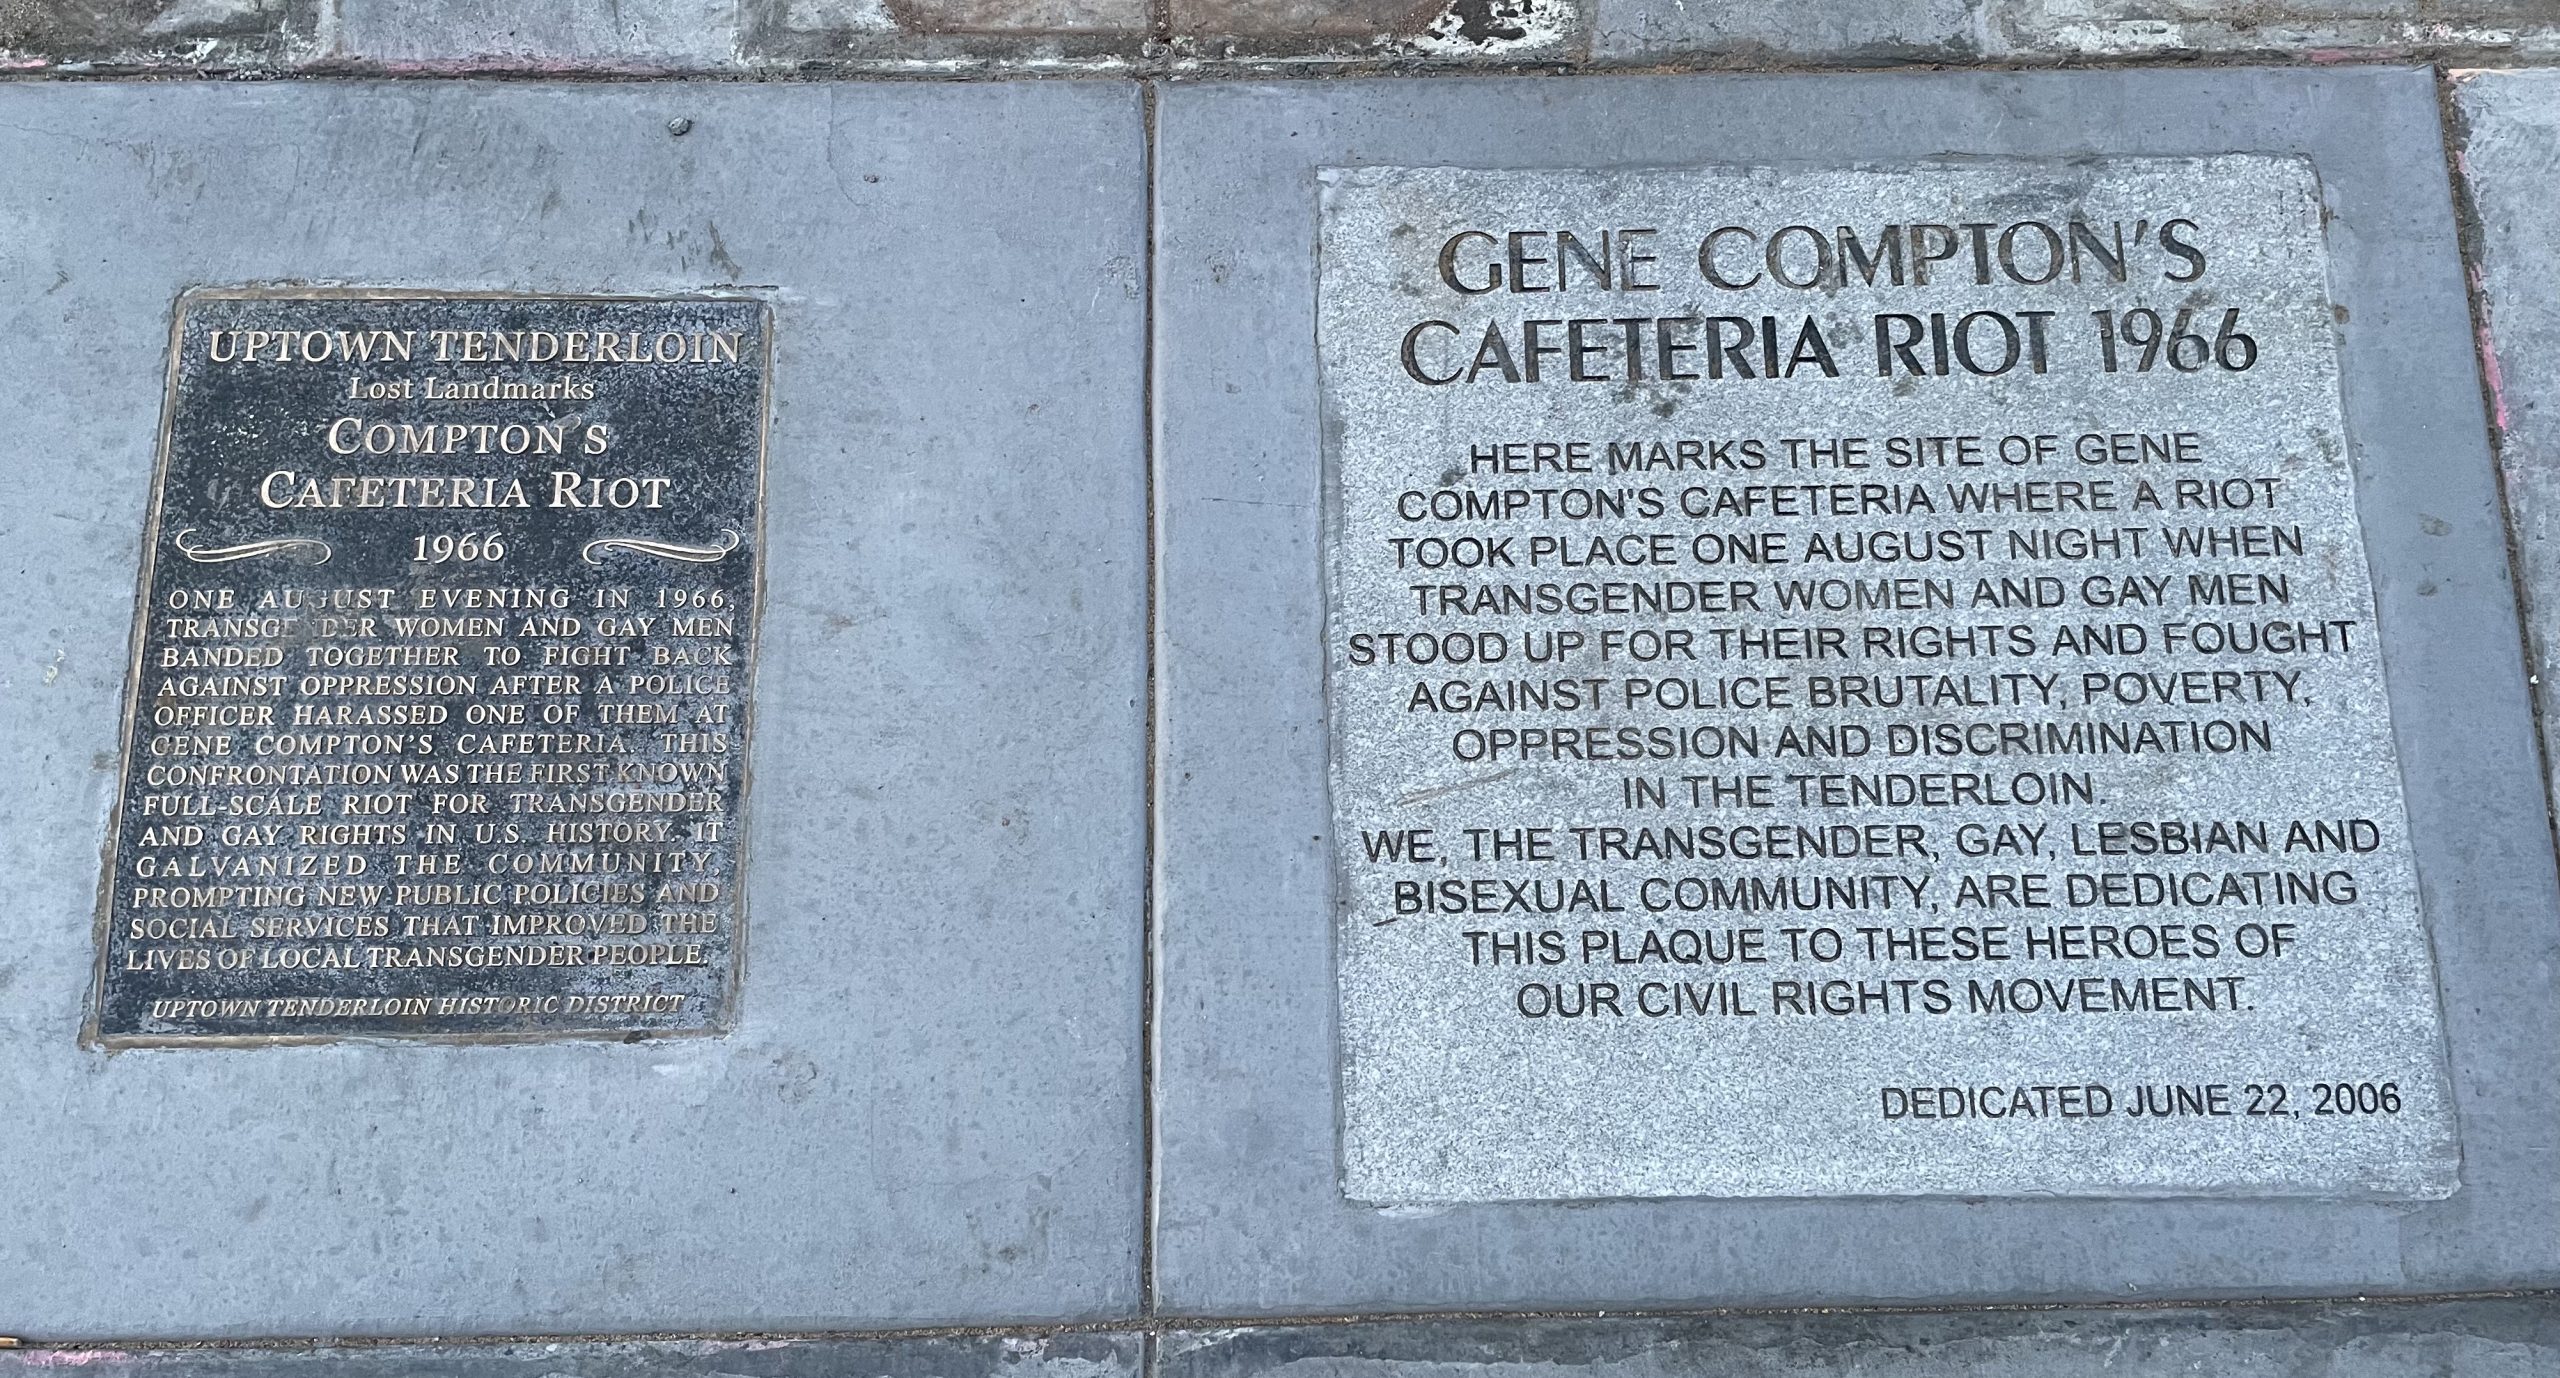 UPTOWN TENDERLOIN
Lost Landmarks
COMPTON'S
CAFETERIA RIOT
1966
ONE AUGUST EVENING IN 1966,
TRANSGENDER WOMEN AND GAY MEN
BANDED TOGETHER TO FIGHT BACK
AGAINST OPPRESSION AFTER A POLICE
OFFICER HARASSED ONE OF THEM AT
GENE COMPTON'S CAFETERIA. THIS
CONFRONTATION WAS THE FIRST KNOWN
FULL-SCALE RIOT FOR TRANSGENDER
AND GAY RIGHTS IN U.S. HISTORY. IT
GALVANIZED THE COMMUNITY,
PROMPTING NEW PUBLIC POLICIES AND
SOCIAL SERVICES THAT IMPROVED THE
LIVES OF LOCAL TRANSGENDER PEOPLE.
UPTOWN TENDERLOIN HISTORIC DISTRICT
GENE COMPTON'S
CAFETERIA RIOT 1966
HERE MARKS THE SITE OF GENE
COMPTON'S CAFETERIA WHERE A RIOT
TOOK PLACE ONE AUGUST NIGHT WHEN
TRANSGENDER WOMEN AND GAY MEN
STOOD UP FOR THEIR RIGHTS AND FOUGHT
AGAINST POLICE BRUTALITY, POVERTY,
OPPRESSION AND DISCRIMINATION
IN THE TENDERLOIN.
WE, THE TRANSGENDER, GAY, LESBIAN AND
BISEXUAL COMMUNITY, ARE DEDICATING
THIS PLAQUE TO THESE HEROES OF
OUR CIVIL RIGHTS MOVEMENT.
DEDICATED JUNE 22, 2006